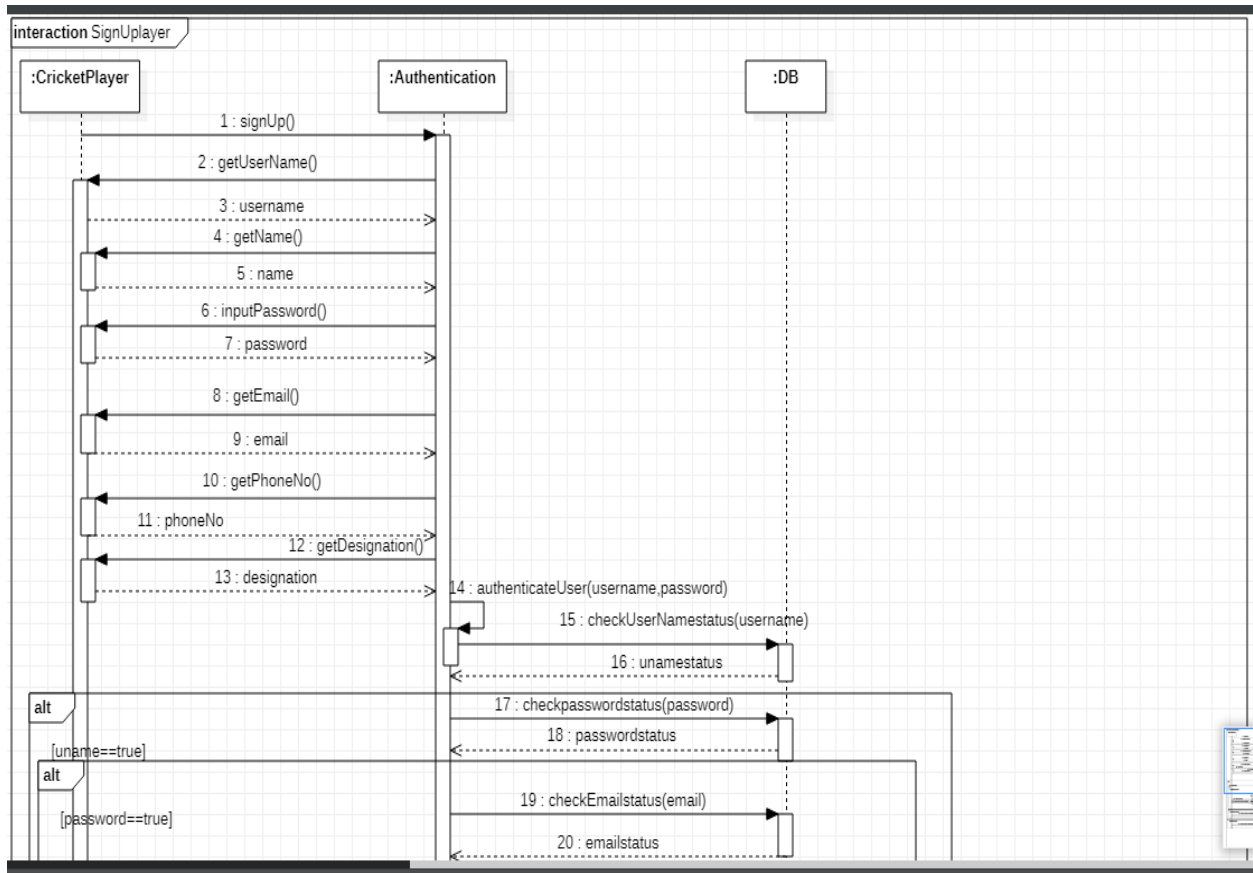 interaction SignUplayer
:CricketPlayer
:Authentication
:DB
1 : signUp()
2 : getUserName()
3 : username
4 : getName()
5 : name
6 : inputPassword()
7 : password
8 : getEmail()
9 : email
10 : getPhoneNo()
11 : phoneNo
12 : getDesignation()
13 : designation
14 : authenticateUser(username,password)
15 : checkUserNamestatus(username)
16 : unamestatus
alt
17 : checkpasswordstatus(password)
18 : passwordstatus
[uname==true]
alt
19 : checkEmailstatus(email)
[password==true]
20 : emailstatus